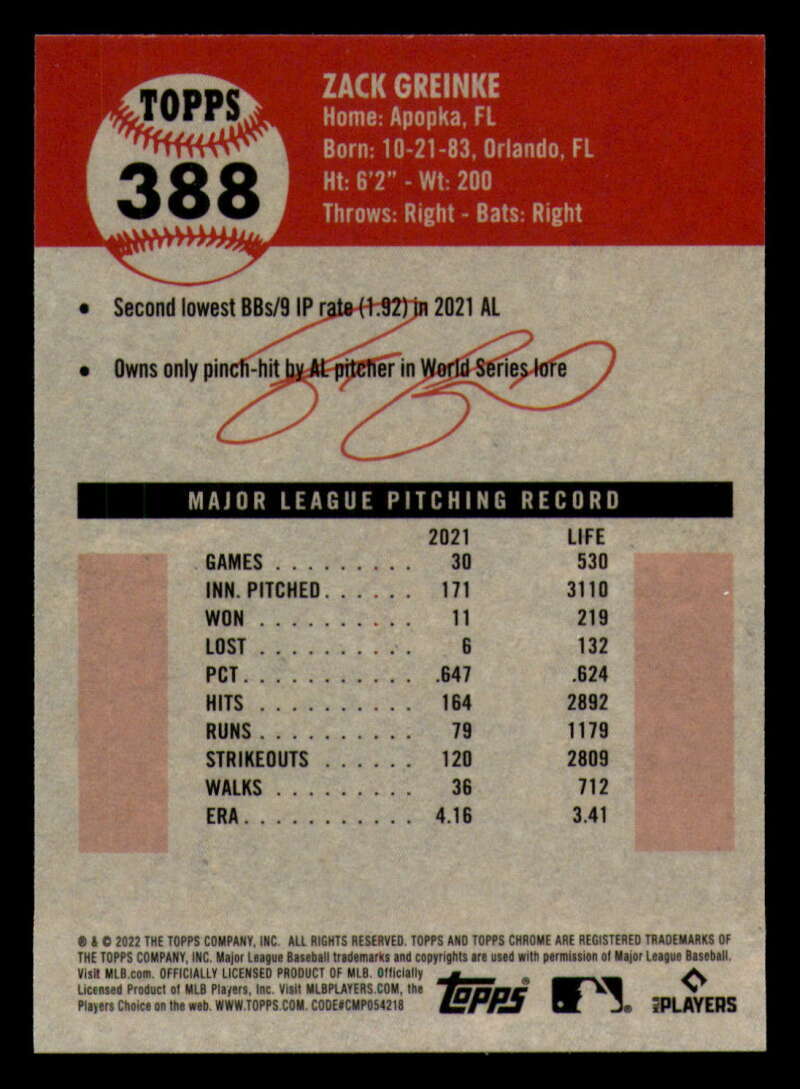 TOPPS
388
ZACK GREINKE
Home: Apopka, FL
Born: 10-21-83, Orlando, FL
Ht: 6'2" - Wt: 200
Throws: Right - Bats: Right
• Second lowest BBs/9 IP rate (1.92) in 2021 AL
• Owns only pinch-hit by AL pitcher in World Series lore
MAJOR LEAGUE PITCHING RECORD
2021 LIFE
GAMES . . . . . . . . . 30 530
INN. PITCHED. . . . . . 171 3110
WON . . . . . . . . . . 11 219
LOST . . . . . . . . . . 6 132
PCT. . . . . . . . . . . .647 .624
HITS . . . . . . . . . . 164 2892
RUNS. . . . . . . . . . 79 1179
STRIKEOUTS . . . . . . 120 2809
WALKS . . . . . . . . . 36 712
ERA. . . . . . . . . . . 4.16 3.41
® & © 2022 THE TOPPS COMPANY, INC. ALL RIGHTS RESERVED. TOPPS AND TOPPS CHROME ARE REGISTERED TRADEMARKS OF
THE TOPPS COMPANY, INC. Major League Baseball trademarks and copyrights are used with permission of Major League Baseball.
Visit MLB.com. OFFICIALLY LICENSED PRODUCT OF MLB. Officially
Licensed Product of MLB Players, Inc. Visit MLBPLAYERS.COM, the
Players Choice on the web. WWW.TOPPS.COM. CODE#CMP054218
Topps®
®
MLB PLAYERS